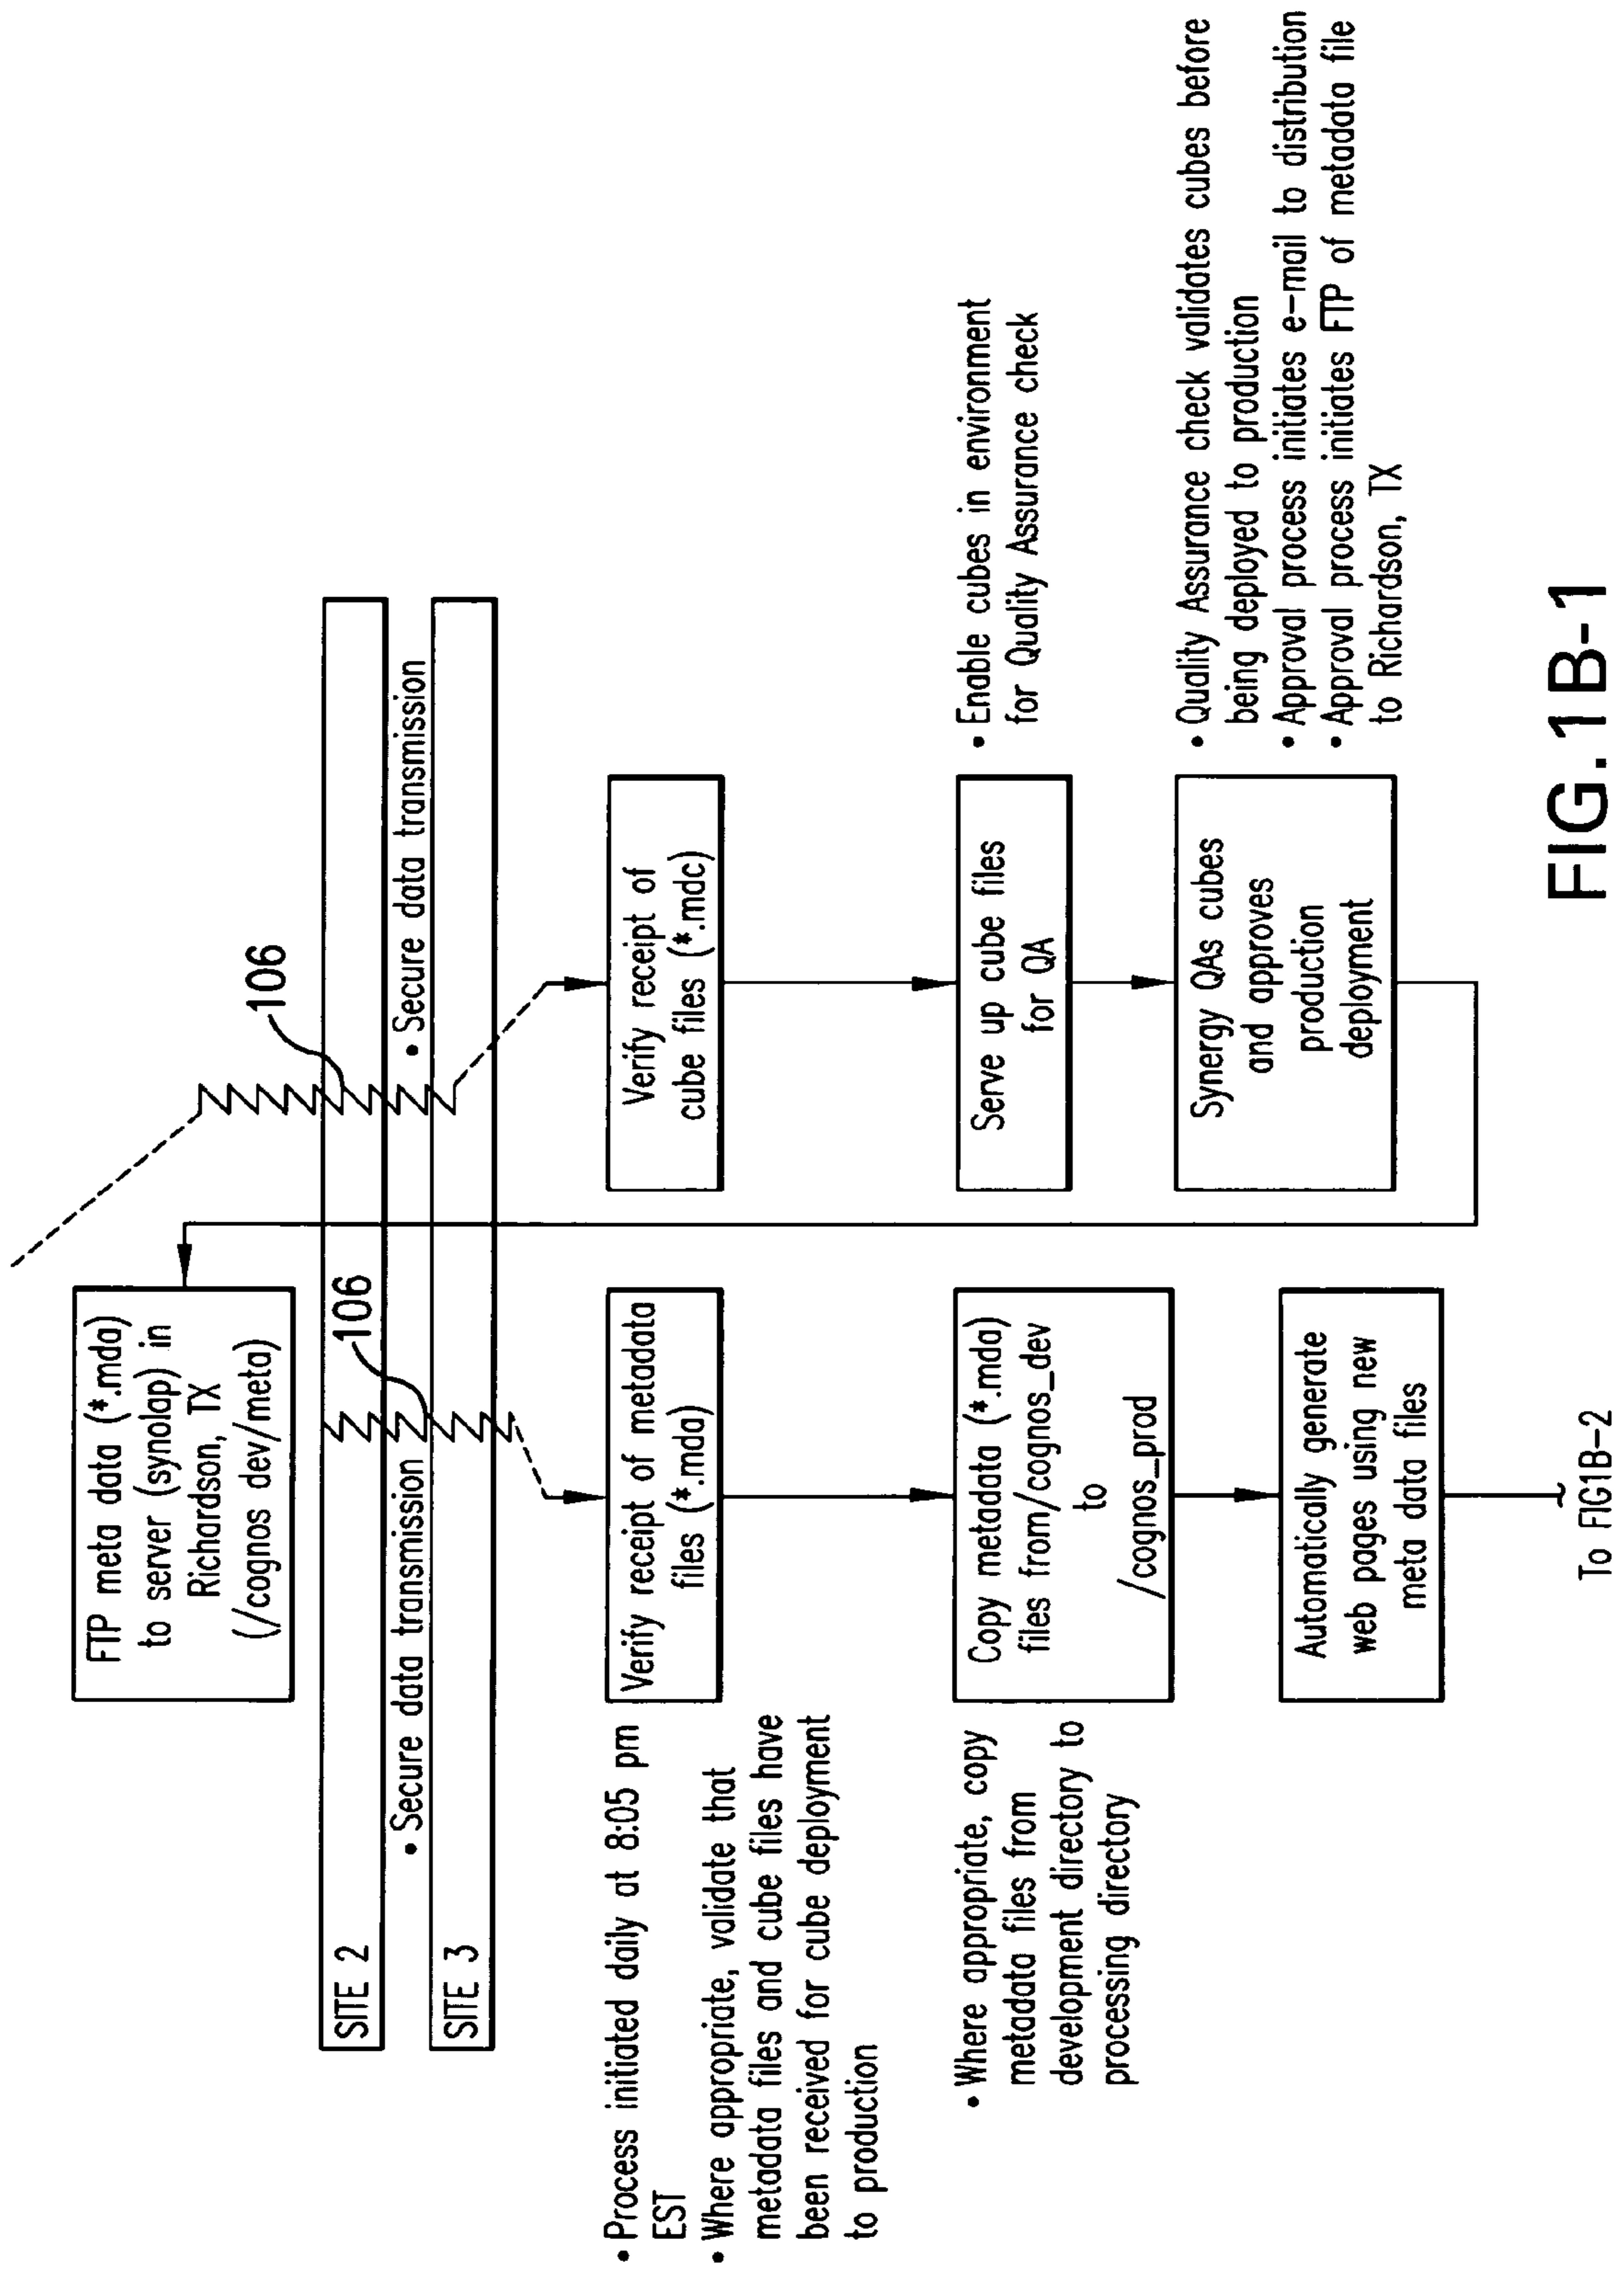 FTP meta data (*.mda)
to server (synolap) in
Richardson, TX
(/cognos dev/meta)
106
SITE 2
106
• Secure data transmission
• Secure data transmission
SITE 3
• Process initiated daily at 8:05 pm
EST
• Where appropriate, validate that
metadata files and cube files have
been received for cube deployment
to production
Verify receipt of metadata
files (*.mda)
Verify receipt of
cube files (*.mdc)
• Where appropriate, copy
metadata files from
development directory to
processing directory
Copy metadata (*.mda)
files from/cognos_dev
to
/cognos_prod
Serve up cube files
for QA
• Enable cubes in environment
for Quality Assurance check
Automatically generate
web pages using new
meta data files
Synergy QAs cubes
and approves
production
deployment
• Quality Assurance check validates cubes before
being deployed to production
• Approval process initiates e-mail to distribution
• Approval process initiates FTP of metadata file
to Richardson, TX
To FIG1B-2
FIG.1B-1